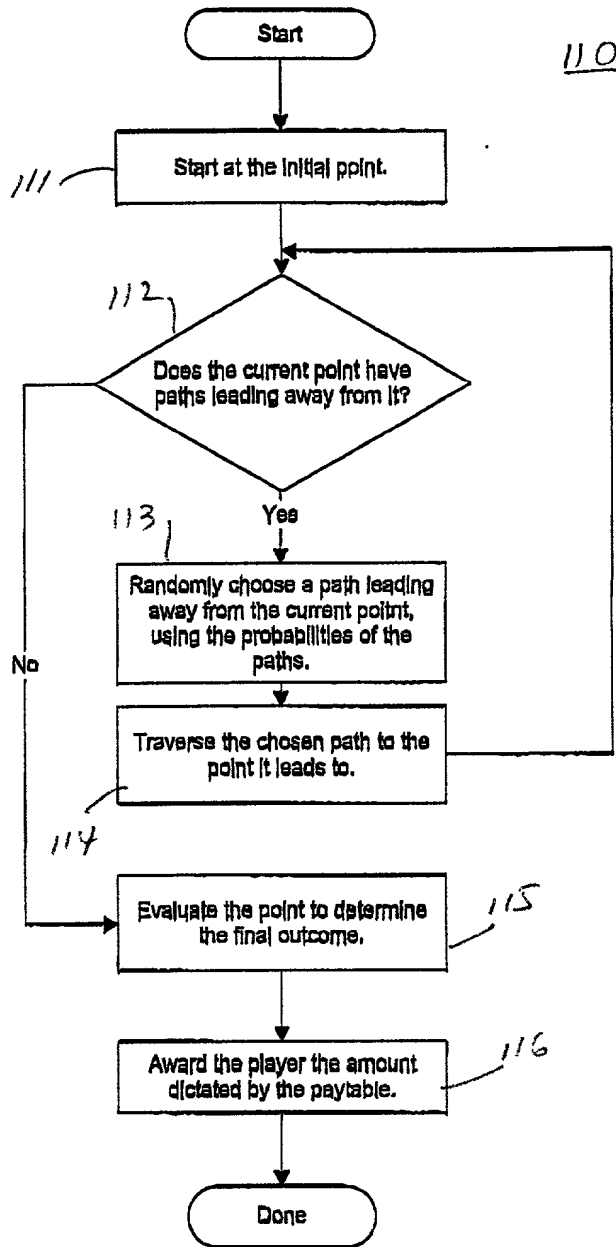 Start
110
111
Start at the initial point.
112
Does the current point have
paths leading away from it?
Yes
113
Randomly choose a path leading
away from the current point,
using the probabilities of the
paths.
No
Traverse the chosen path to the
point it leads to.
114
Evaluate the point to determine
the final outcome.
115
Award the player the amount
dictated by the paytable.
116
Done